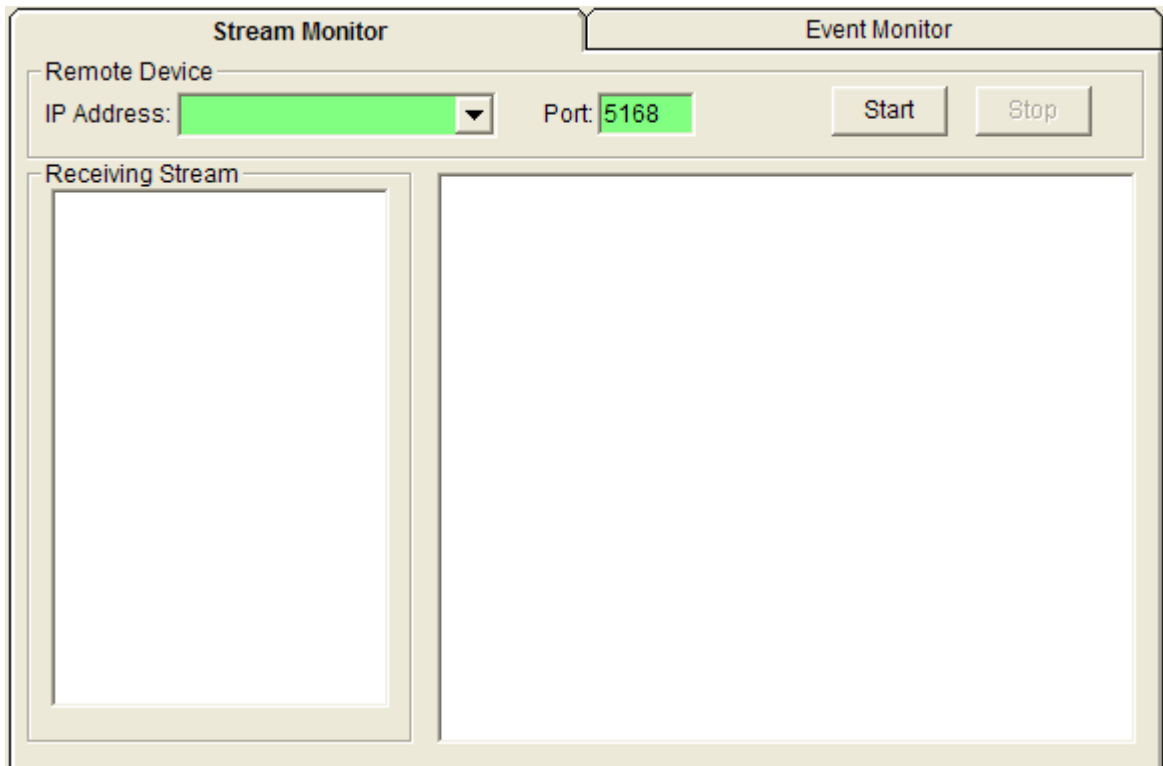 Stream Monitor Event Monitor
Remote Device
IP Address: Port: 5168 Start Stop
Receiving Stream